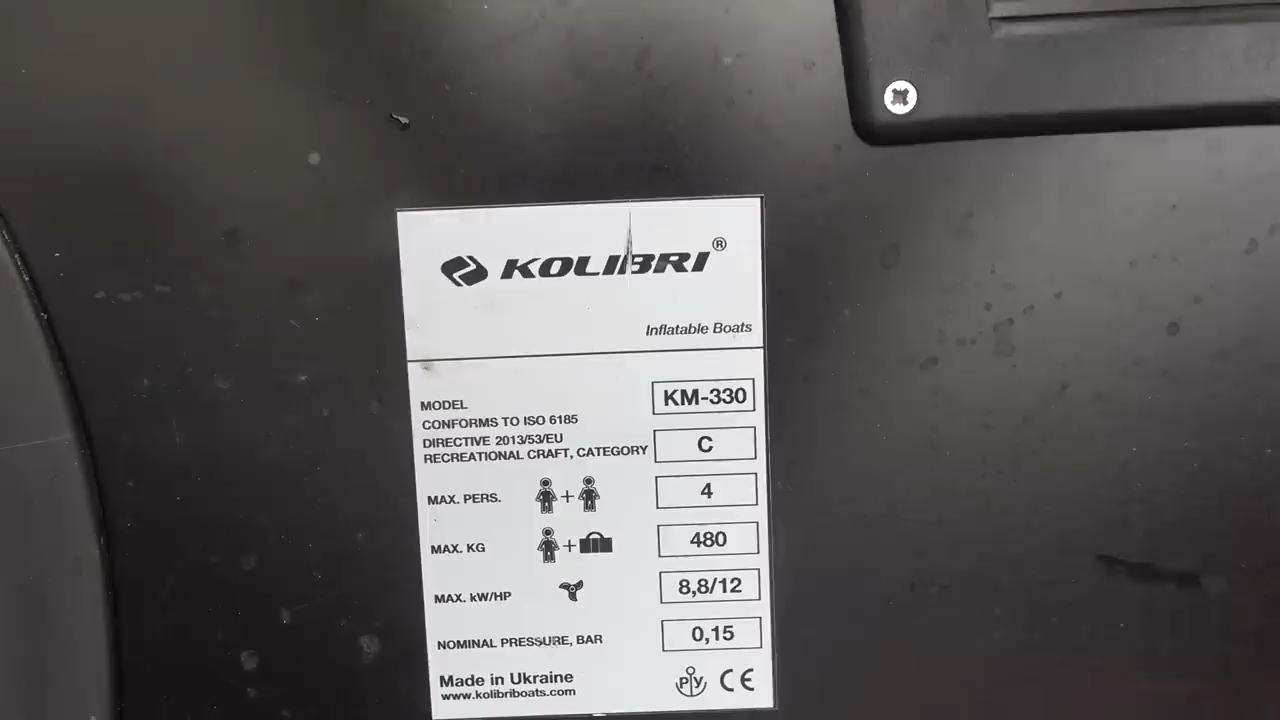 KOLIBRI®
Inflatable Boats
MODEL KM-330
CONFORMS TO ISO 6185
DIRECTIVE 2013/53/EU
RECREATIONAL CRAFT, CATEGORY C
MAX. PERS. + 4
MAX. KG + 480
MAX. kW/HP 8,8/12
NOMINAL PRESSURE, BAR 0,15
Made in Ukraine
www.kolibriboats.com
РУ CE